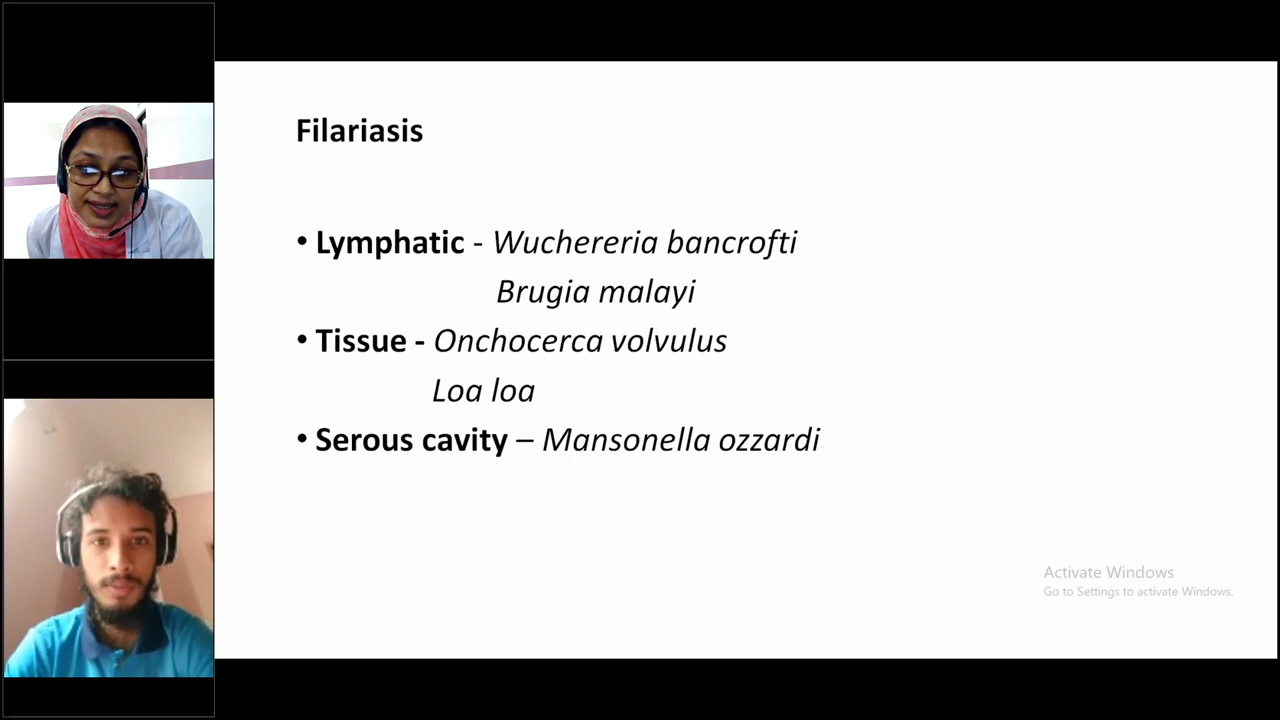 Filariasis
• Lymphatic - Wuchereria bancrofti
Brugia malayi
• Tissue - Onchocerca volvulus
Loa loa
• Serous cavity – Mansonella ozzardi
Activate Windows
Go to Settings to activate Windows.